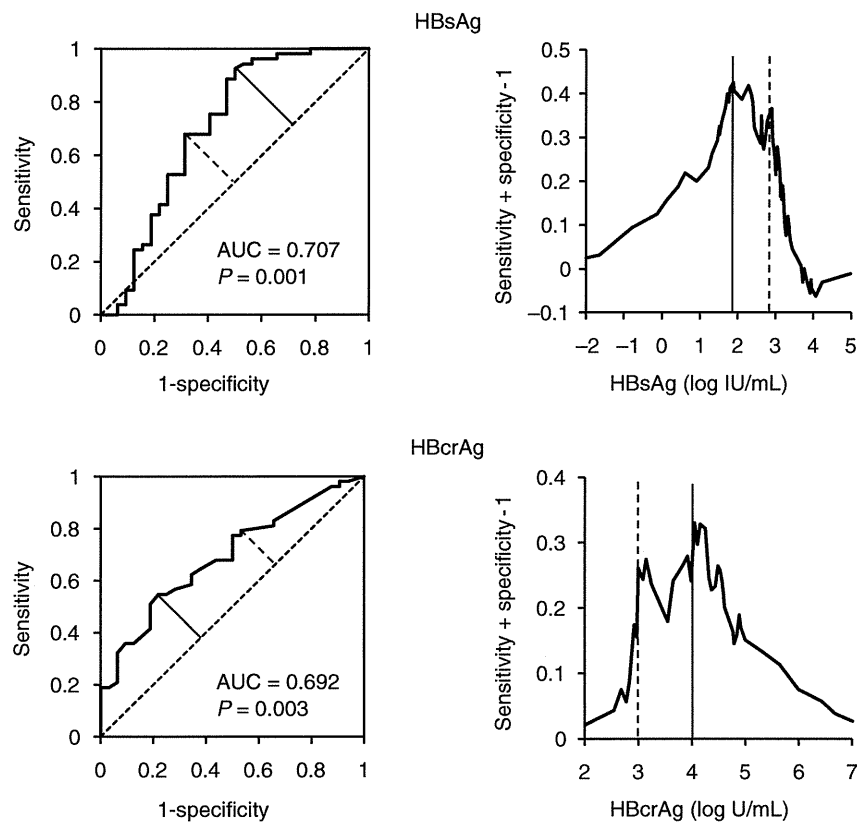 HBsAg
1
0.8
0.6
0.4
0.2
0
Sensitivity
AUC = 0.707
P = 0.001
0 0.2 0.4 0.6 0.8 1
1-specificity
0.5
0.4
0.3
0.2
0.1
0
–0.1
Sensitivity + specificity - 1
–2 –1 0 1 2 3 4 5
HBsAg (log IU/mL)
HBcrAg
1
0.8
0.6
0.4
0.2
0
Sensitivity
AUC = 0.692
P = 0.003
0 0.2 0.4 0.6 0.8 1
1-specificity
0.4
0.3
0.2
0.1
0
Sensitivity + specificity - 1
2 3 4 5 6 7
HBcrAg (log U/mL)